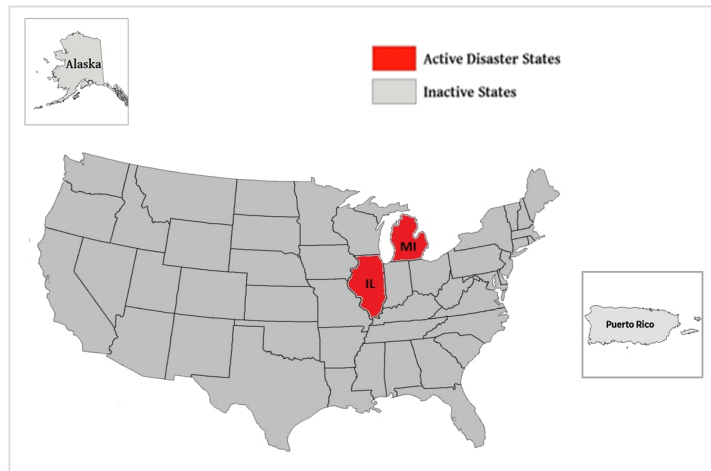 Alaska
Active Disaster States
Inactive States
MI
IL
Puerto Rico